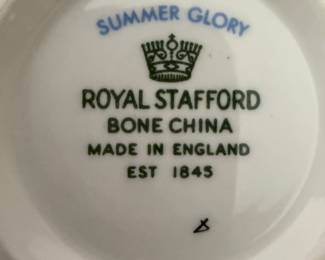 SUMMER GLORY
ROYAL STAFFORD
BONE CHINA
MADE IN ENGLAND
EST 1845